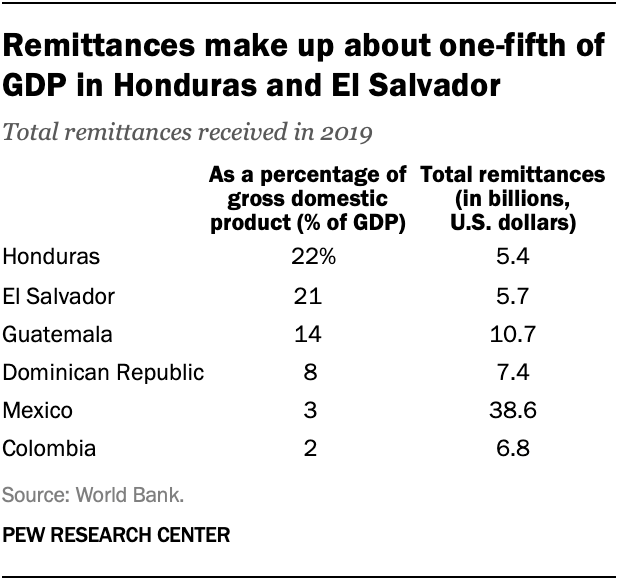 Remittances make up about one-fifth of
GDP in Honduras and El Salvador
Total remittances received in 2019
As a percentage of gross domestic product (% of GDP)
Total remittances (in billions, U.S. dollars)
Honduras 22% 5.4
El Salvador 21 5.7
Guatemala 14 10.7
Dominican Republic 8 7.4
Mexico 3 38.6
Colombia 2 6.8
Source: World Bank.
PEW RESEARCH CENTER